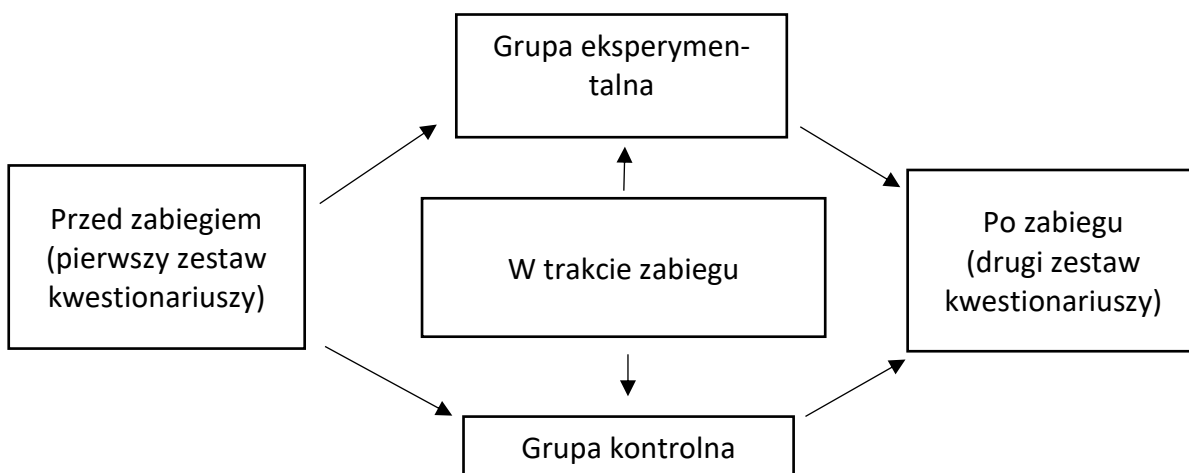 Grupa eksperymen-
talna
Przed zabiegiem
(pierwszy zestaw
kwestionariuszy)
W trakcie zabiegu
Po zabiegu
(drugi zestaw
kwestionariuszy)
Grupa kontrolna